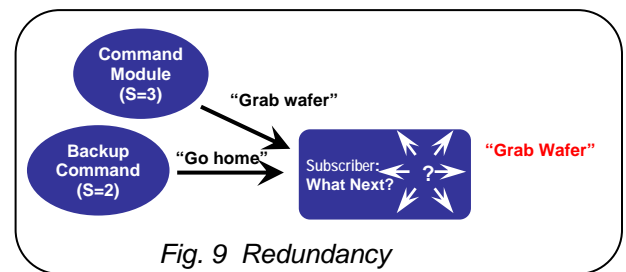 Command
Module
(S=3)
“Grab wafer”
Backup
Command
(S=2)
“Go home”
Subscriber:
What Next?
?
“Grab Wafer”
Fig. 9 Redundancy